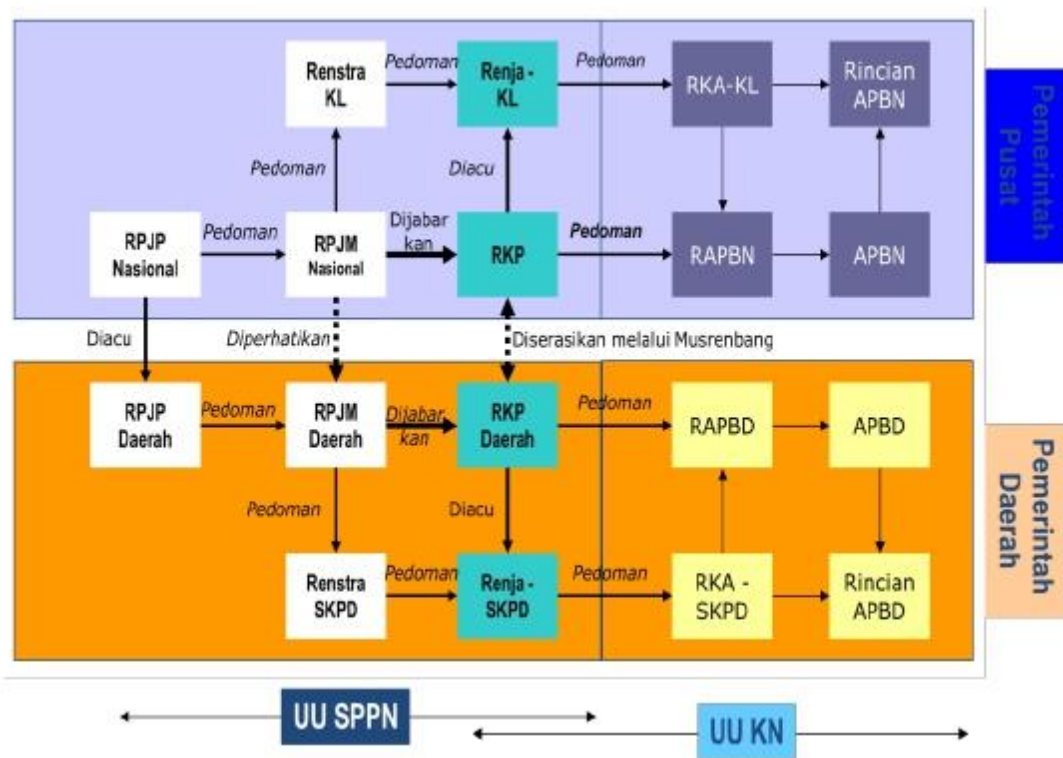 Renstra
KL
Pedoman
Renja -
KL
Pedoman
RKA-KL
Rincian
APBN
Pedoman
Diacu
RPJP
Nasional
Pedoman
RPJM
Nasional
Dijabar
kan
RKP
Pedoman
RAPBN
APBN
Pemerintah
Pusat
Diacu
Diperhatikan
Diserasikan melalui Musrenbang
RPJP
Daerah
Pedoman
RPJM
Daerah
Dijabar
kan
RKP
Daerah
Pedoman
RAPBD
APBD
Pedoman
Diacu
Renstra
SKPD
Pedoman
Renja -
SKPD
Pedoman
RKA -
SKPD
Rincian
APBD
Pemerintah
Daerah
UU SPPN
UU KN